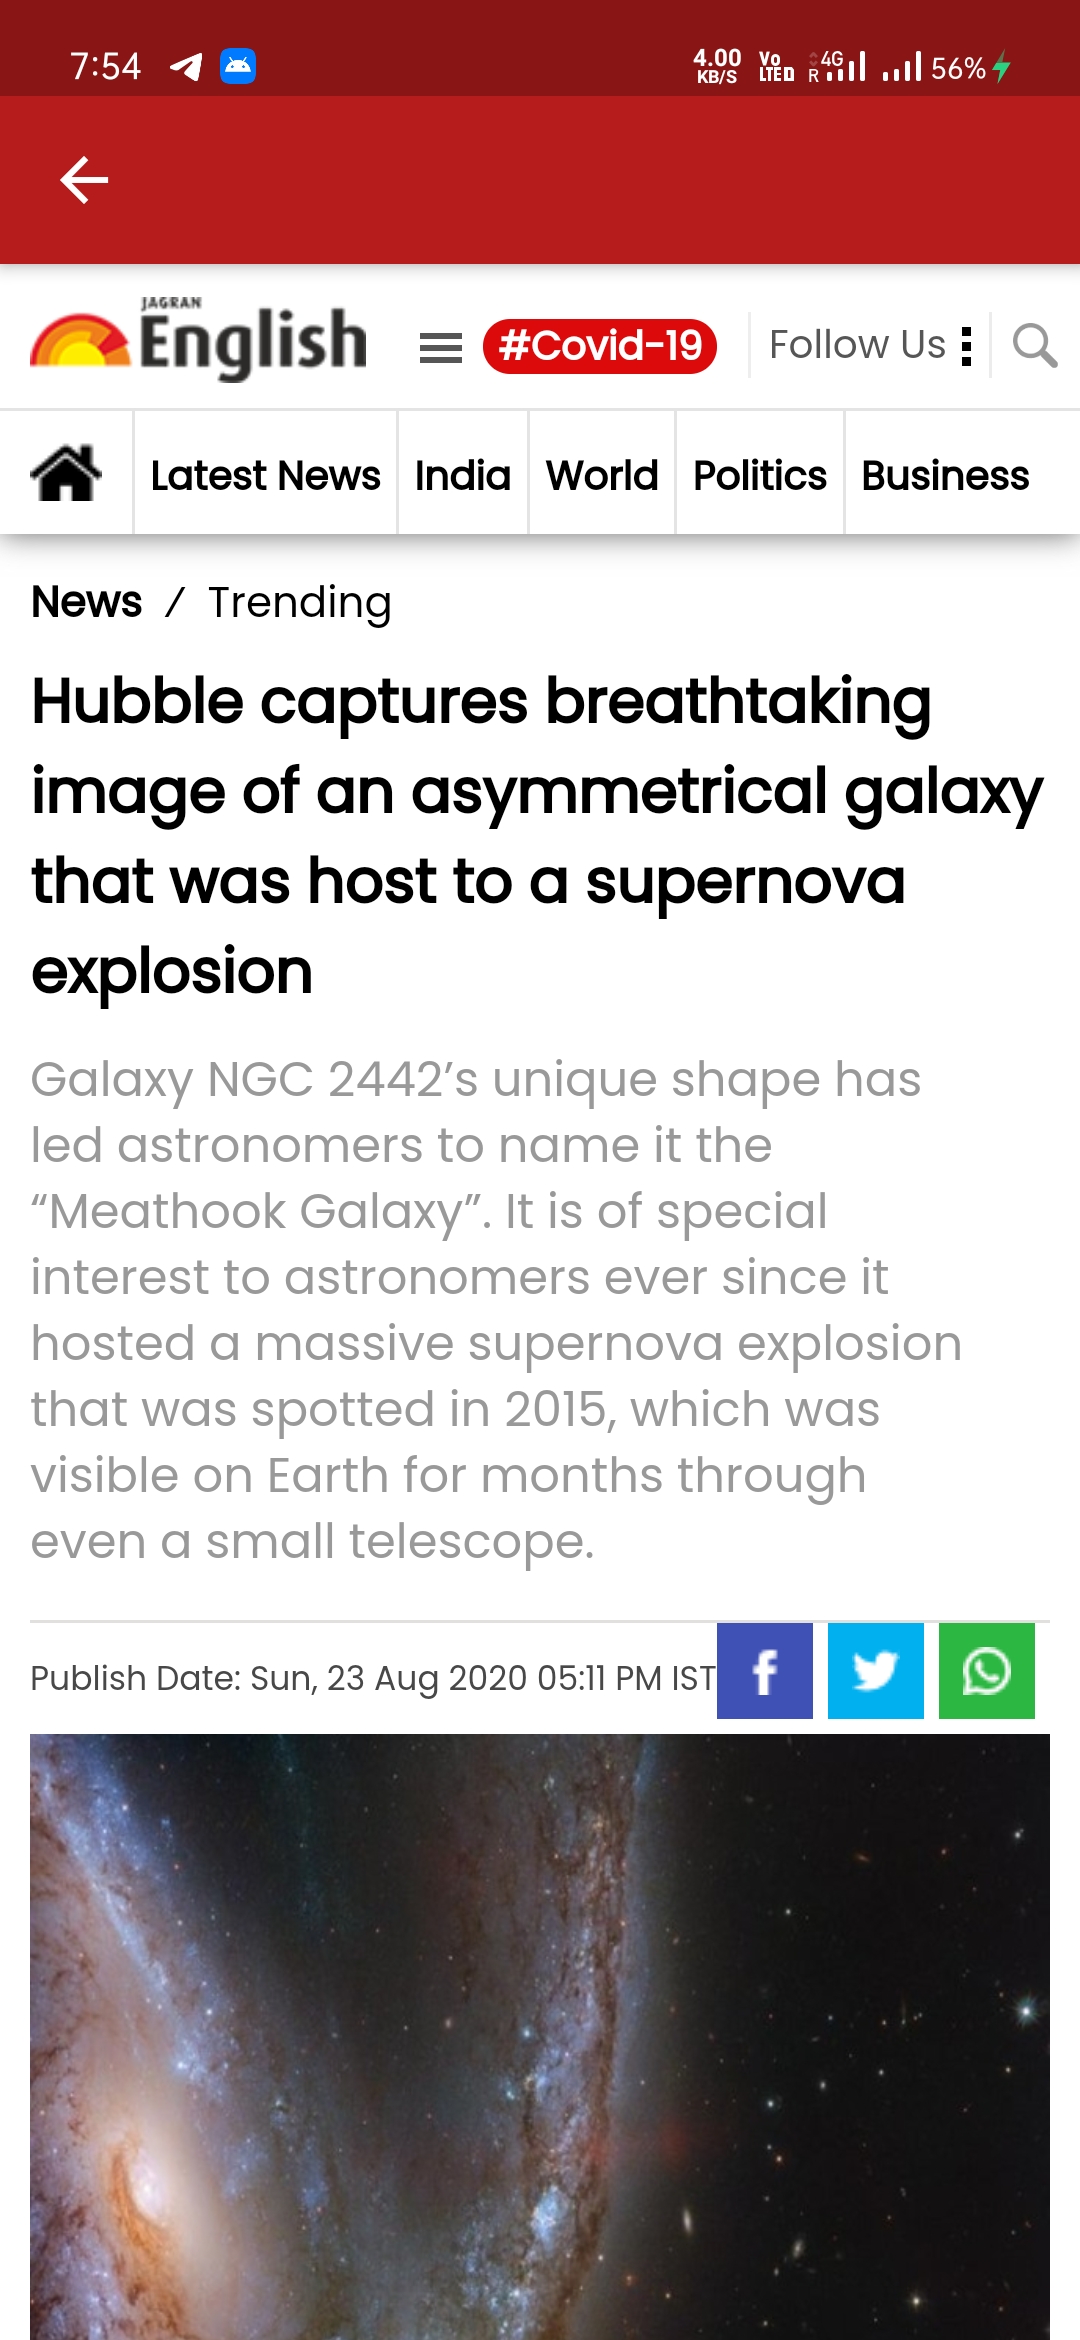 7:54 4.00 KB/S Vo LTED R 4G 56%
JAGRAN
English #Covid-19 Follow Us
Latest News India World Politics Business
News / Trending
Hubble captures breathtaking
image of an asymmetrical galaxy
that was host to a supernova
explosion
Galaxy NGC 2442’s unique shape has
led astronomers to name it the
“Meathook Galaxy”. It is of special
interest to astronomers ever since it
hosted a massive supernova explosion
that was spotted in 2015, which was
visible on Earth for months through
even a small telescope.
Publish Date: Sun, 23 Aug 2020 05:11 PM IST